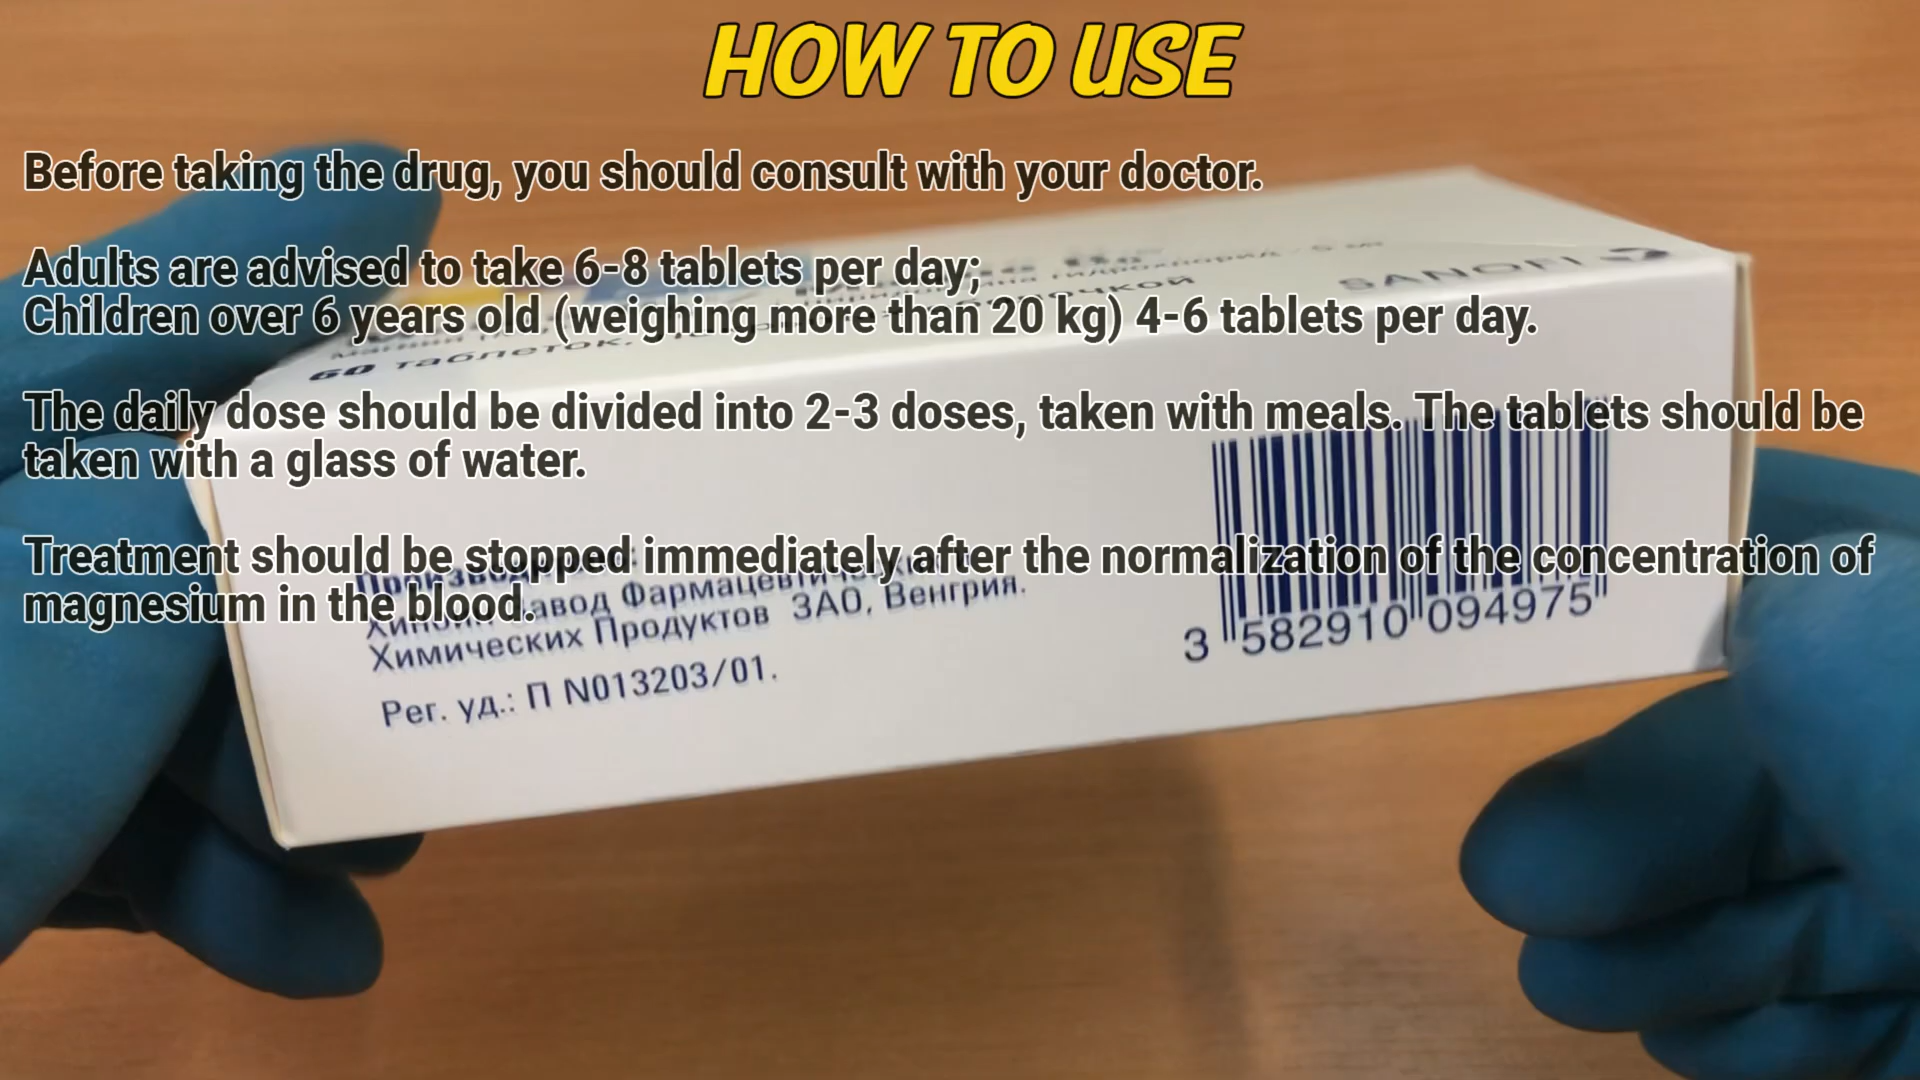 HOW TO USE
Before taking the drug, you should consult with your doctor.
Adults are advised to take 6-8 tablets per day;
Children over 6 years old (weighing more than 20 kg) 4-6 tablets per day.
The daily dose should be divided into 2-3 doses, taken with meals. The tablets should be
taken with a glass of water.
Treatment should be stopped immediately after the normalization of the concentration of
magnesium in the blood.
SANOFI
60 таблеток,
Химических Продуктов ЗАО, Венгрия.
Рег. уд.: П N013203/01.
3 582910 094975